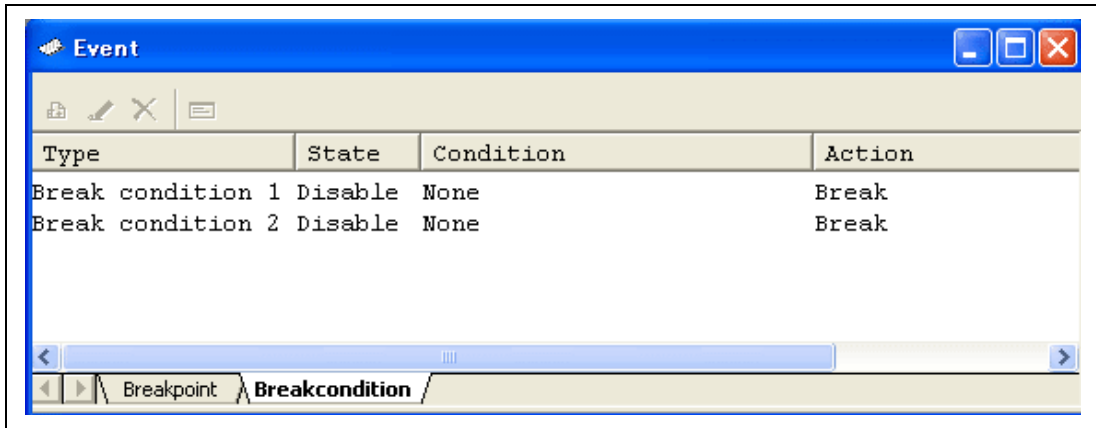 Event
Type State Condition Action
Break condition 1 Disable None Break
Break condition 2 Disable None Break
Breakpoint Breakcondition